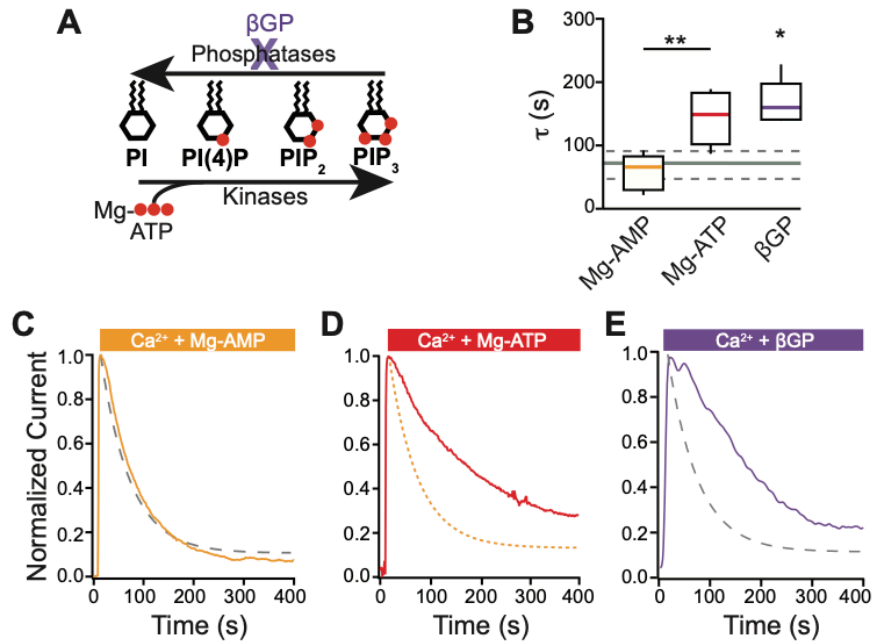 A
βGP
X
Phosphatases
PI PI(4)P PIP2 PIP3
Kinases
Mg-
ATP
B
300
200
100
0
τ (s)
**
*
Mg-AMP Mg-ATP βGP
C
Ca2+ + Mg-AMP
1.0
0.8
0.6
0.4
0.2
0.0
Normalized Current
0 100 200 300 400
Time (s)
D
Ca2+ + Mg-ATP
1.0
0.8
0.6
0.4
0.2
0.0
0 100 200 300 400
Time (s)
E
Ca2+ + βGP
1.0
0.8
0.6
0.4
0.2
0.0
0 100 200 300 400
Time (s)